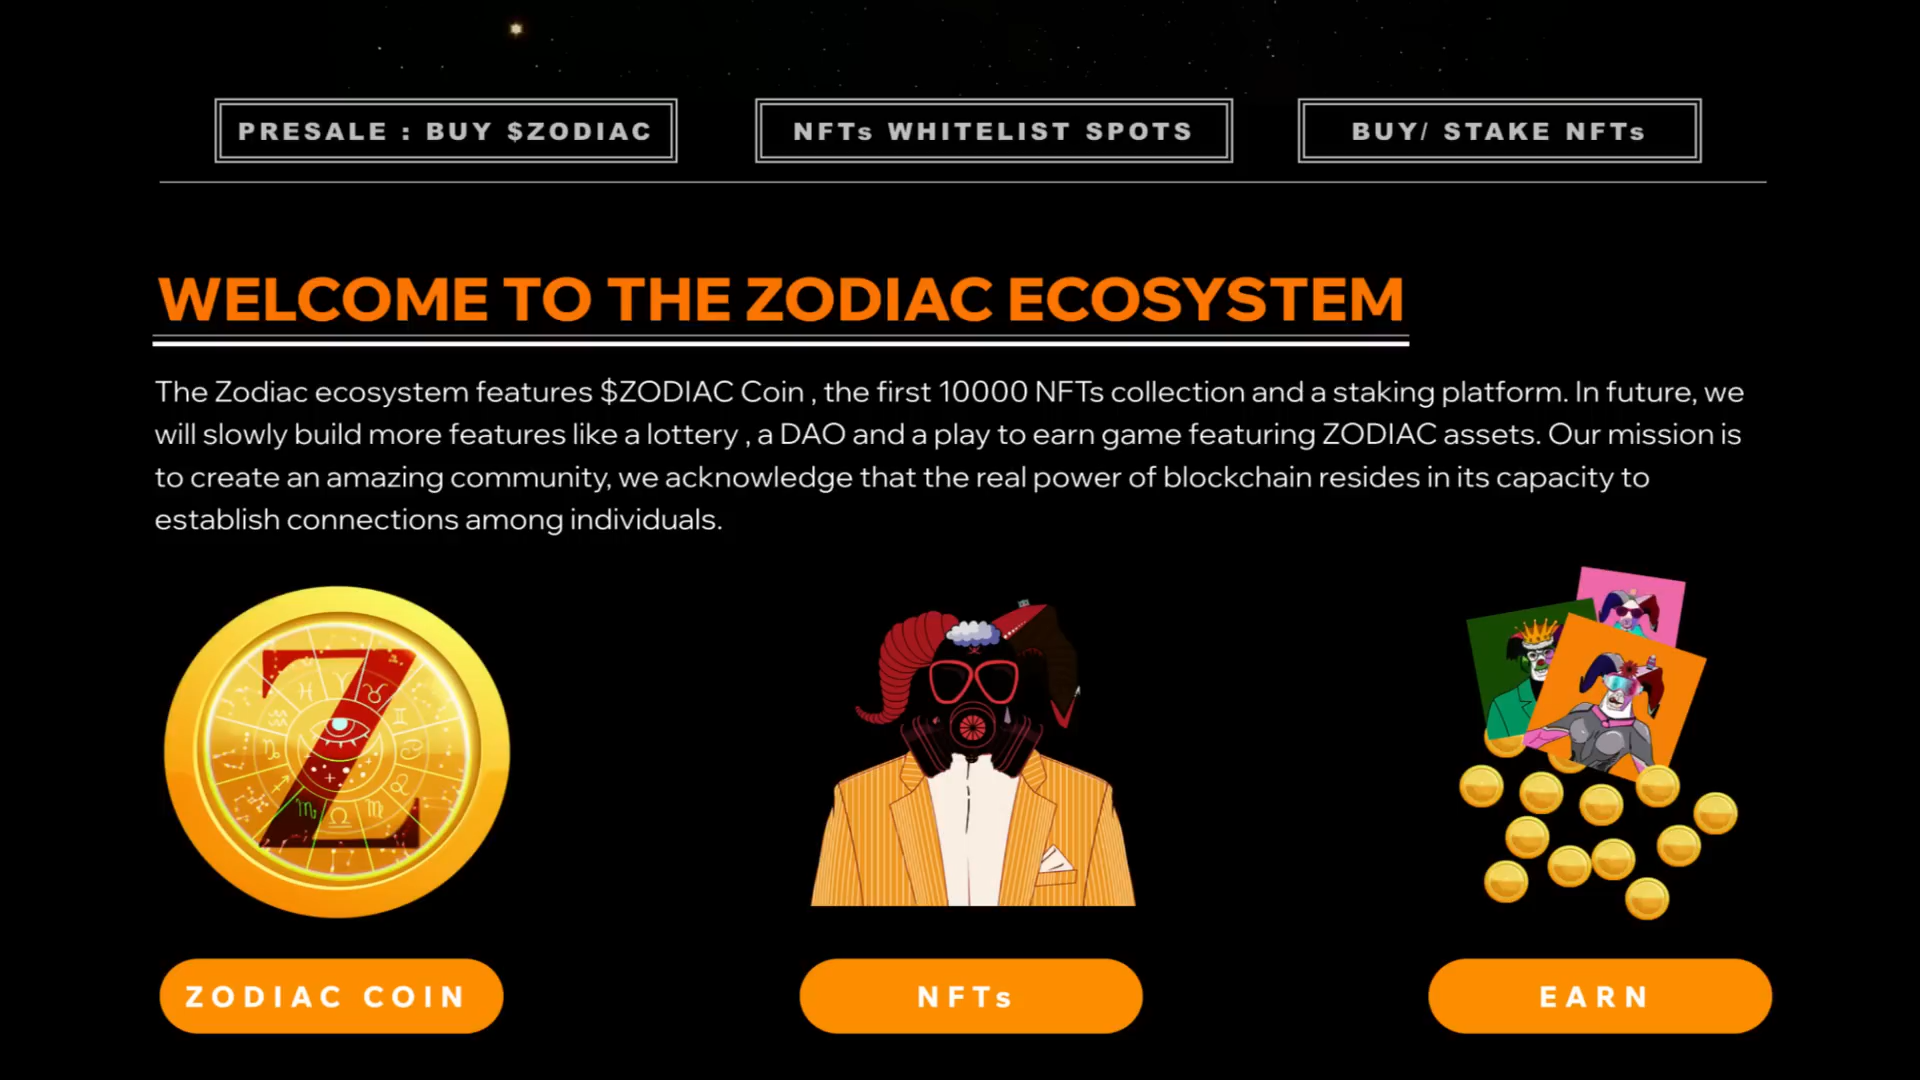 PRESALE : BUY $ZODIAC
NFTs WHITELIST SPOTS
BUY/ STAKE NFTs
WELCOME TO THE ZODIAC ECOSYSTEM
The Zodiac ecosystem features $ZODIAC Coin , the first 10000 NFTs collection and a staking platform. In future, we
will slowly build more features like a lottery , a DAO and a play to earn game featuring ZODIAC assets. Our mission is
to create an amazing community, we acknowledge that the real power of blockchain resides in its capacity to
establish connections among individuals.
Z
ZODIAC COIN
NFTs
EARN